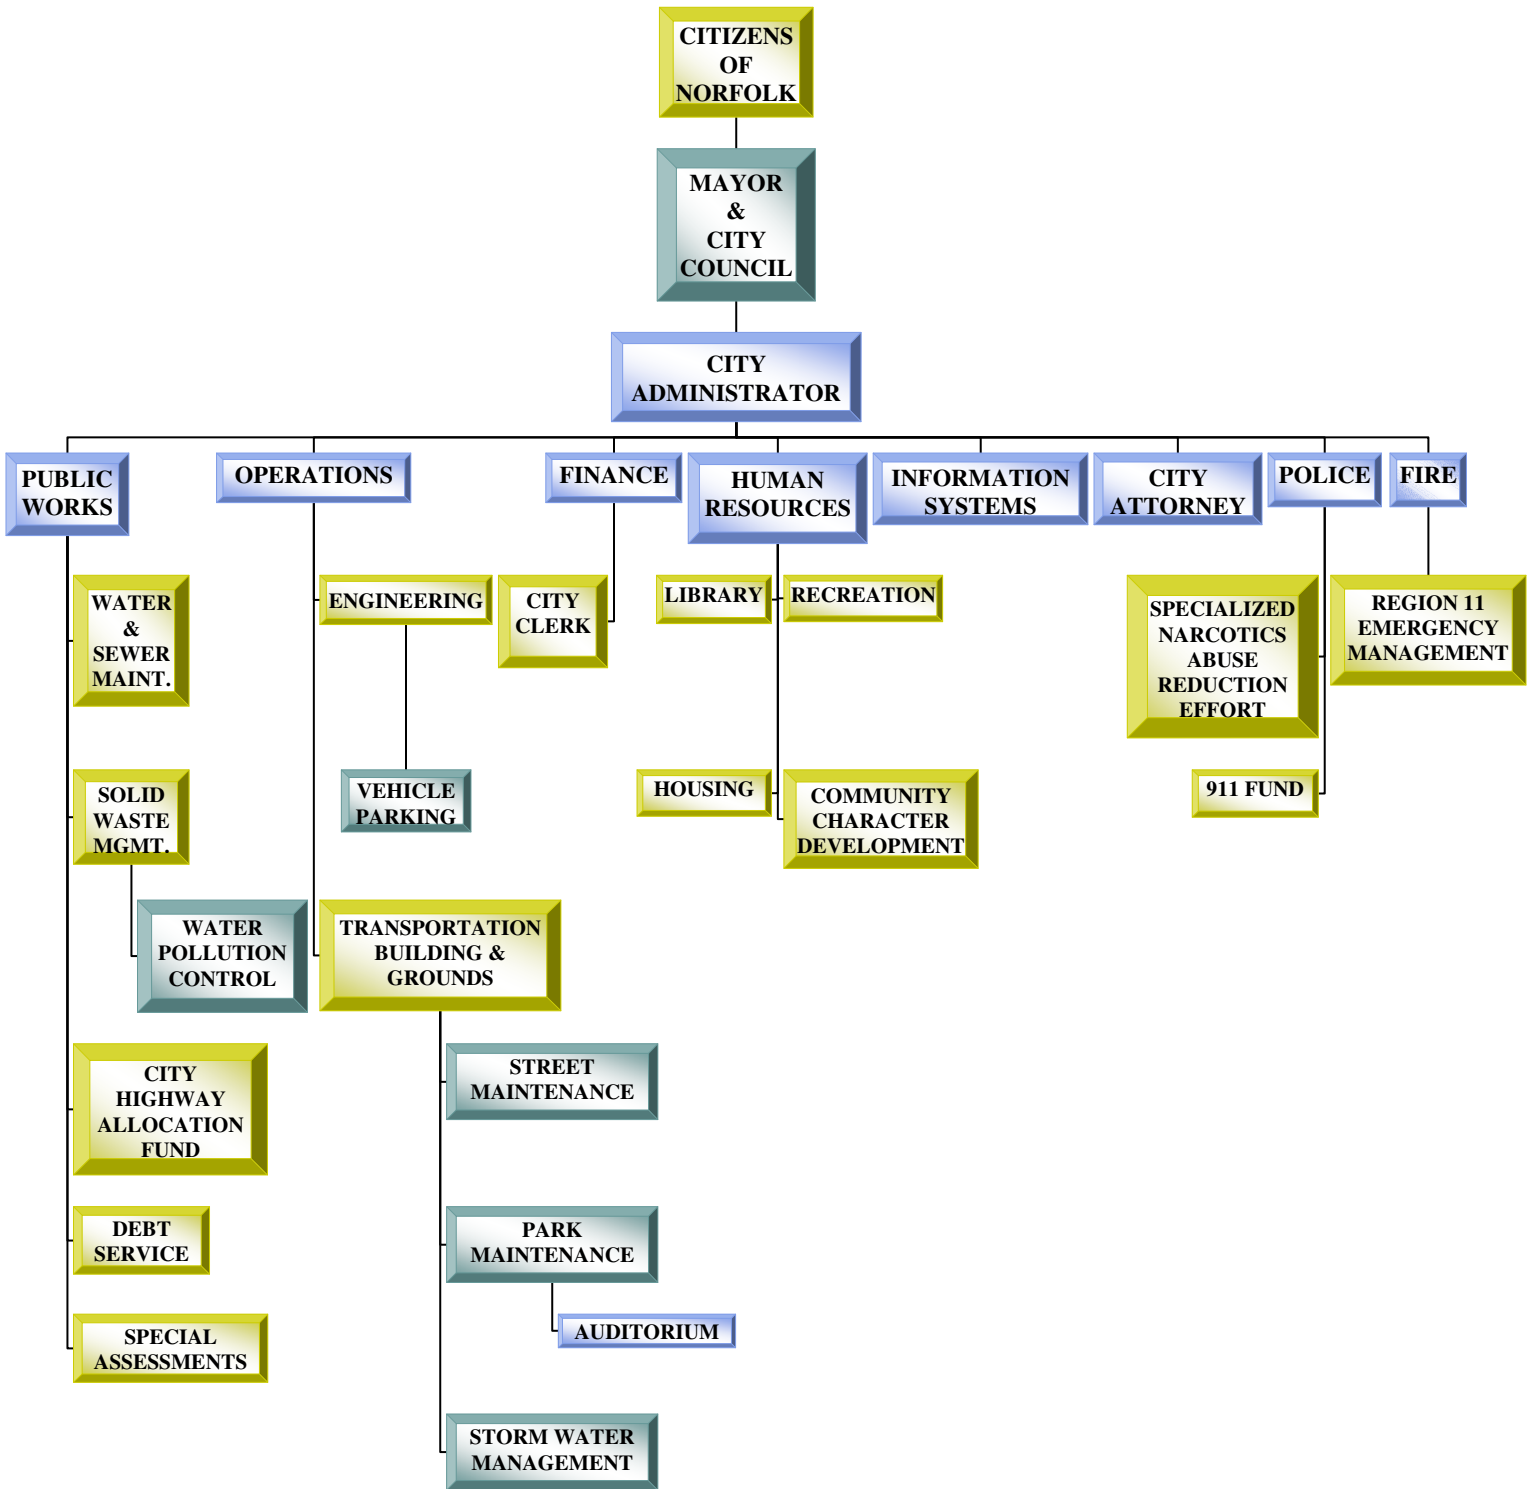 CITIZENS
OF
NORFOLK
MAYOR
&
CITY
COUNCIL
CITY
ADMINISTRATOR
PUBLIC
WORKS
OPERATIONS
FINANCE
HUMAN
RESOURCES
INFORMATION
SYSTEMS
CITY
ATTORNEY
POLICE
FIRE
WATER
&
SEWER
MAINT.
ENGINEERING
CITY
CLERK
LIBRARY
RECREATION
SPECIALIZED
NARCOTICS
ABUSE
REDUCTION
EFFORT
REGION 11
EMERGENCY
MANAGEMENT
SOLID
WASTE
MGMT.
VEHICLE
PARKING
HOUSING
COMMUNITY
CHARACTER
DEVELOPMENT
911 FUND
WATER
POLLUTION
CONTROL
TRANSPORTATION
BUILDING &
GROUNDS
CITY
HIGHWAY
ALLOCATION
FUND
STREET
MAINTENANCE
DEBT
SERVICE
PARK
MAINTENANCE
SPECIAL
ASSESSMENTS
AUDITORIUM
STORM WATER
MANAGEMENT